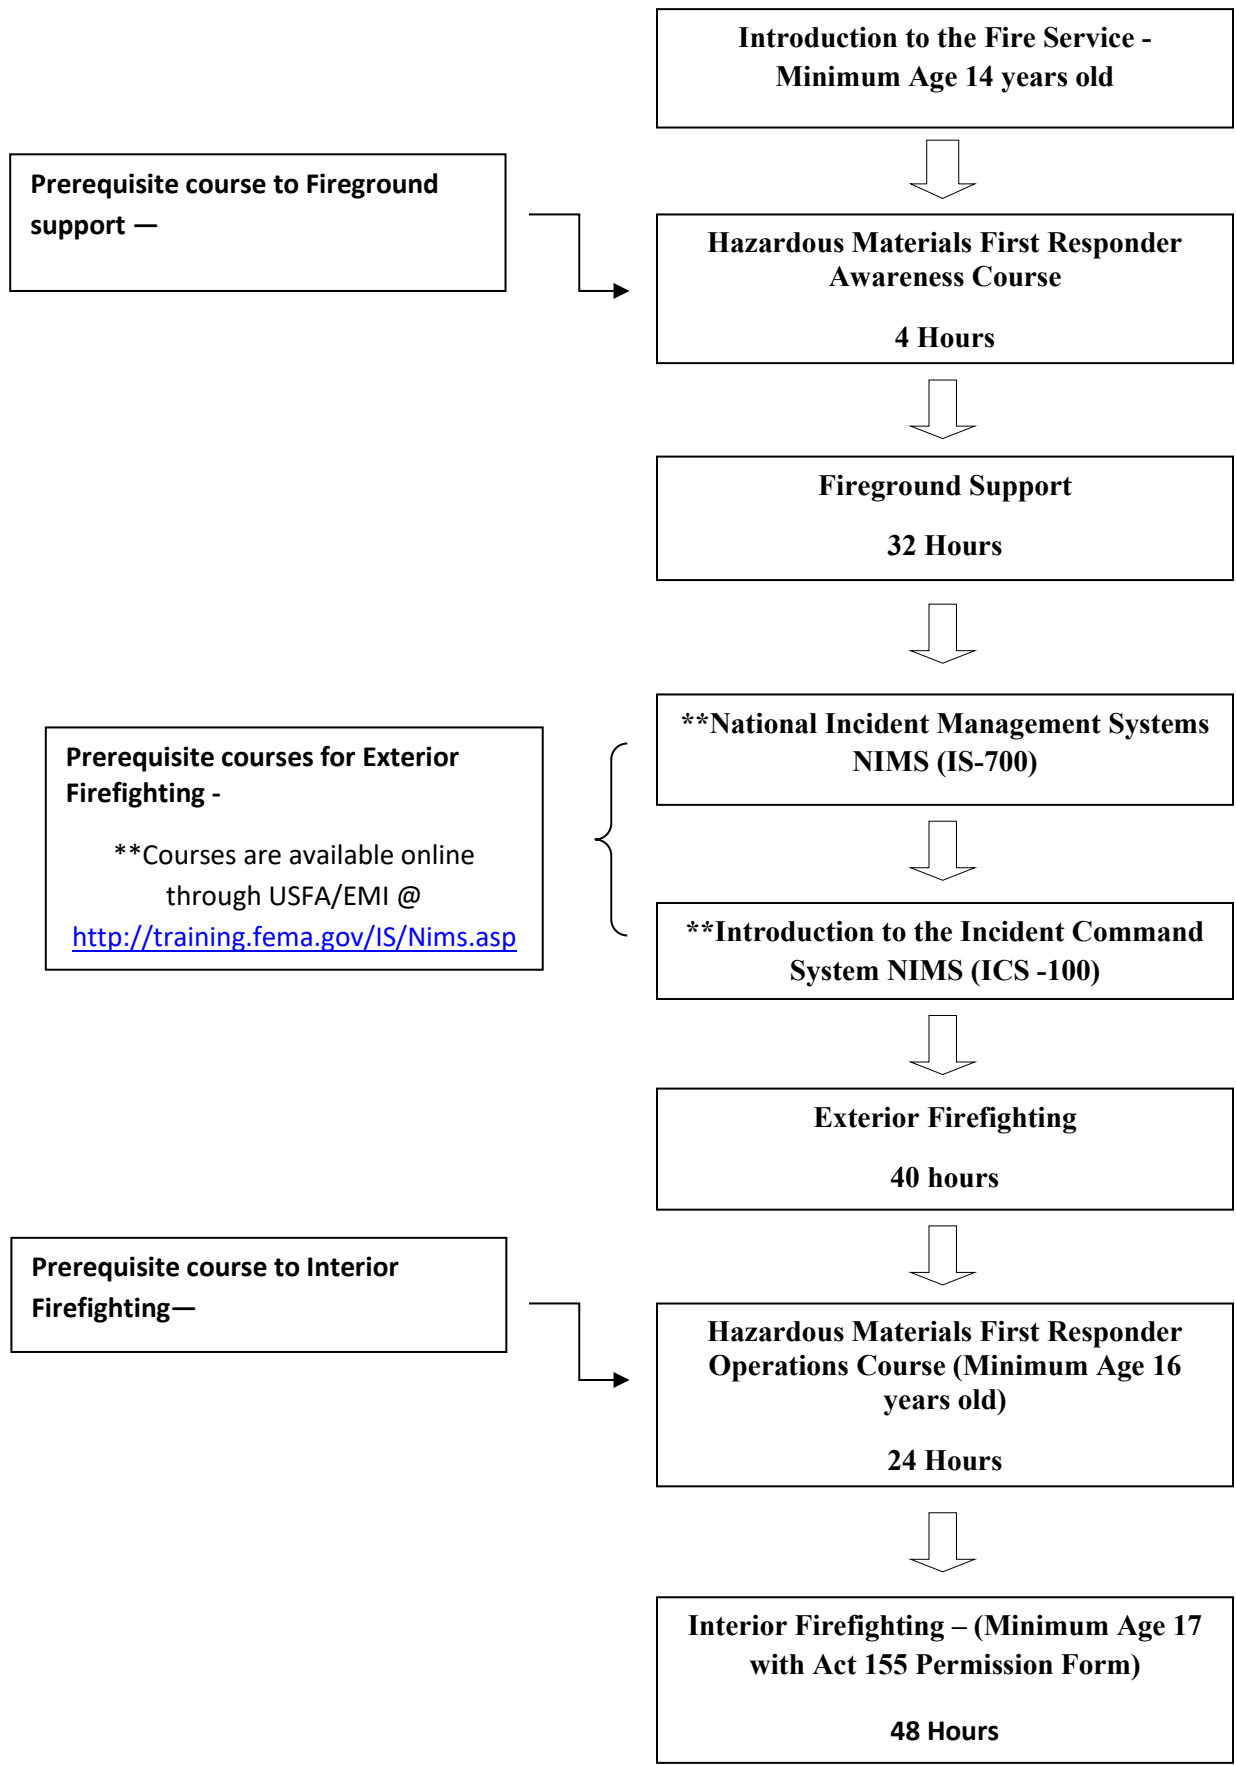 Introduction to the Fire Service -
Minimum Age 14 years old
Prerequisite course to Fireground
support —
Hazardous Materials First Responder
Awareness Course
4 Hours
Fireground Support
32 Hours
**National Incident Management Systems
NIMS (IS-700)
Prerequisite courses for Exterior
Firefighting -
**Courses are available online
through USFA/EMI @
http://training.fema.gov/IS/Nims.asp
**Introduction to the Incident Command
System NIMS (ICS -100)
Exterior Firefighting
40 hours
Prerequisite course to Interior
Firefighting—
Hazardous Materials First Responder
Operations Course (Minimum Age 16
years old)
24 Hours
Interior Firefighting – (Minimum Age 17
with Act 155 Permission Form)
48 Hours